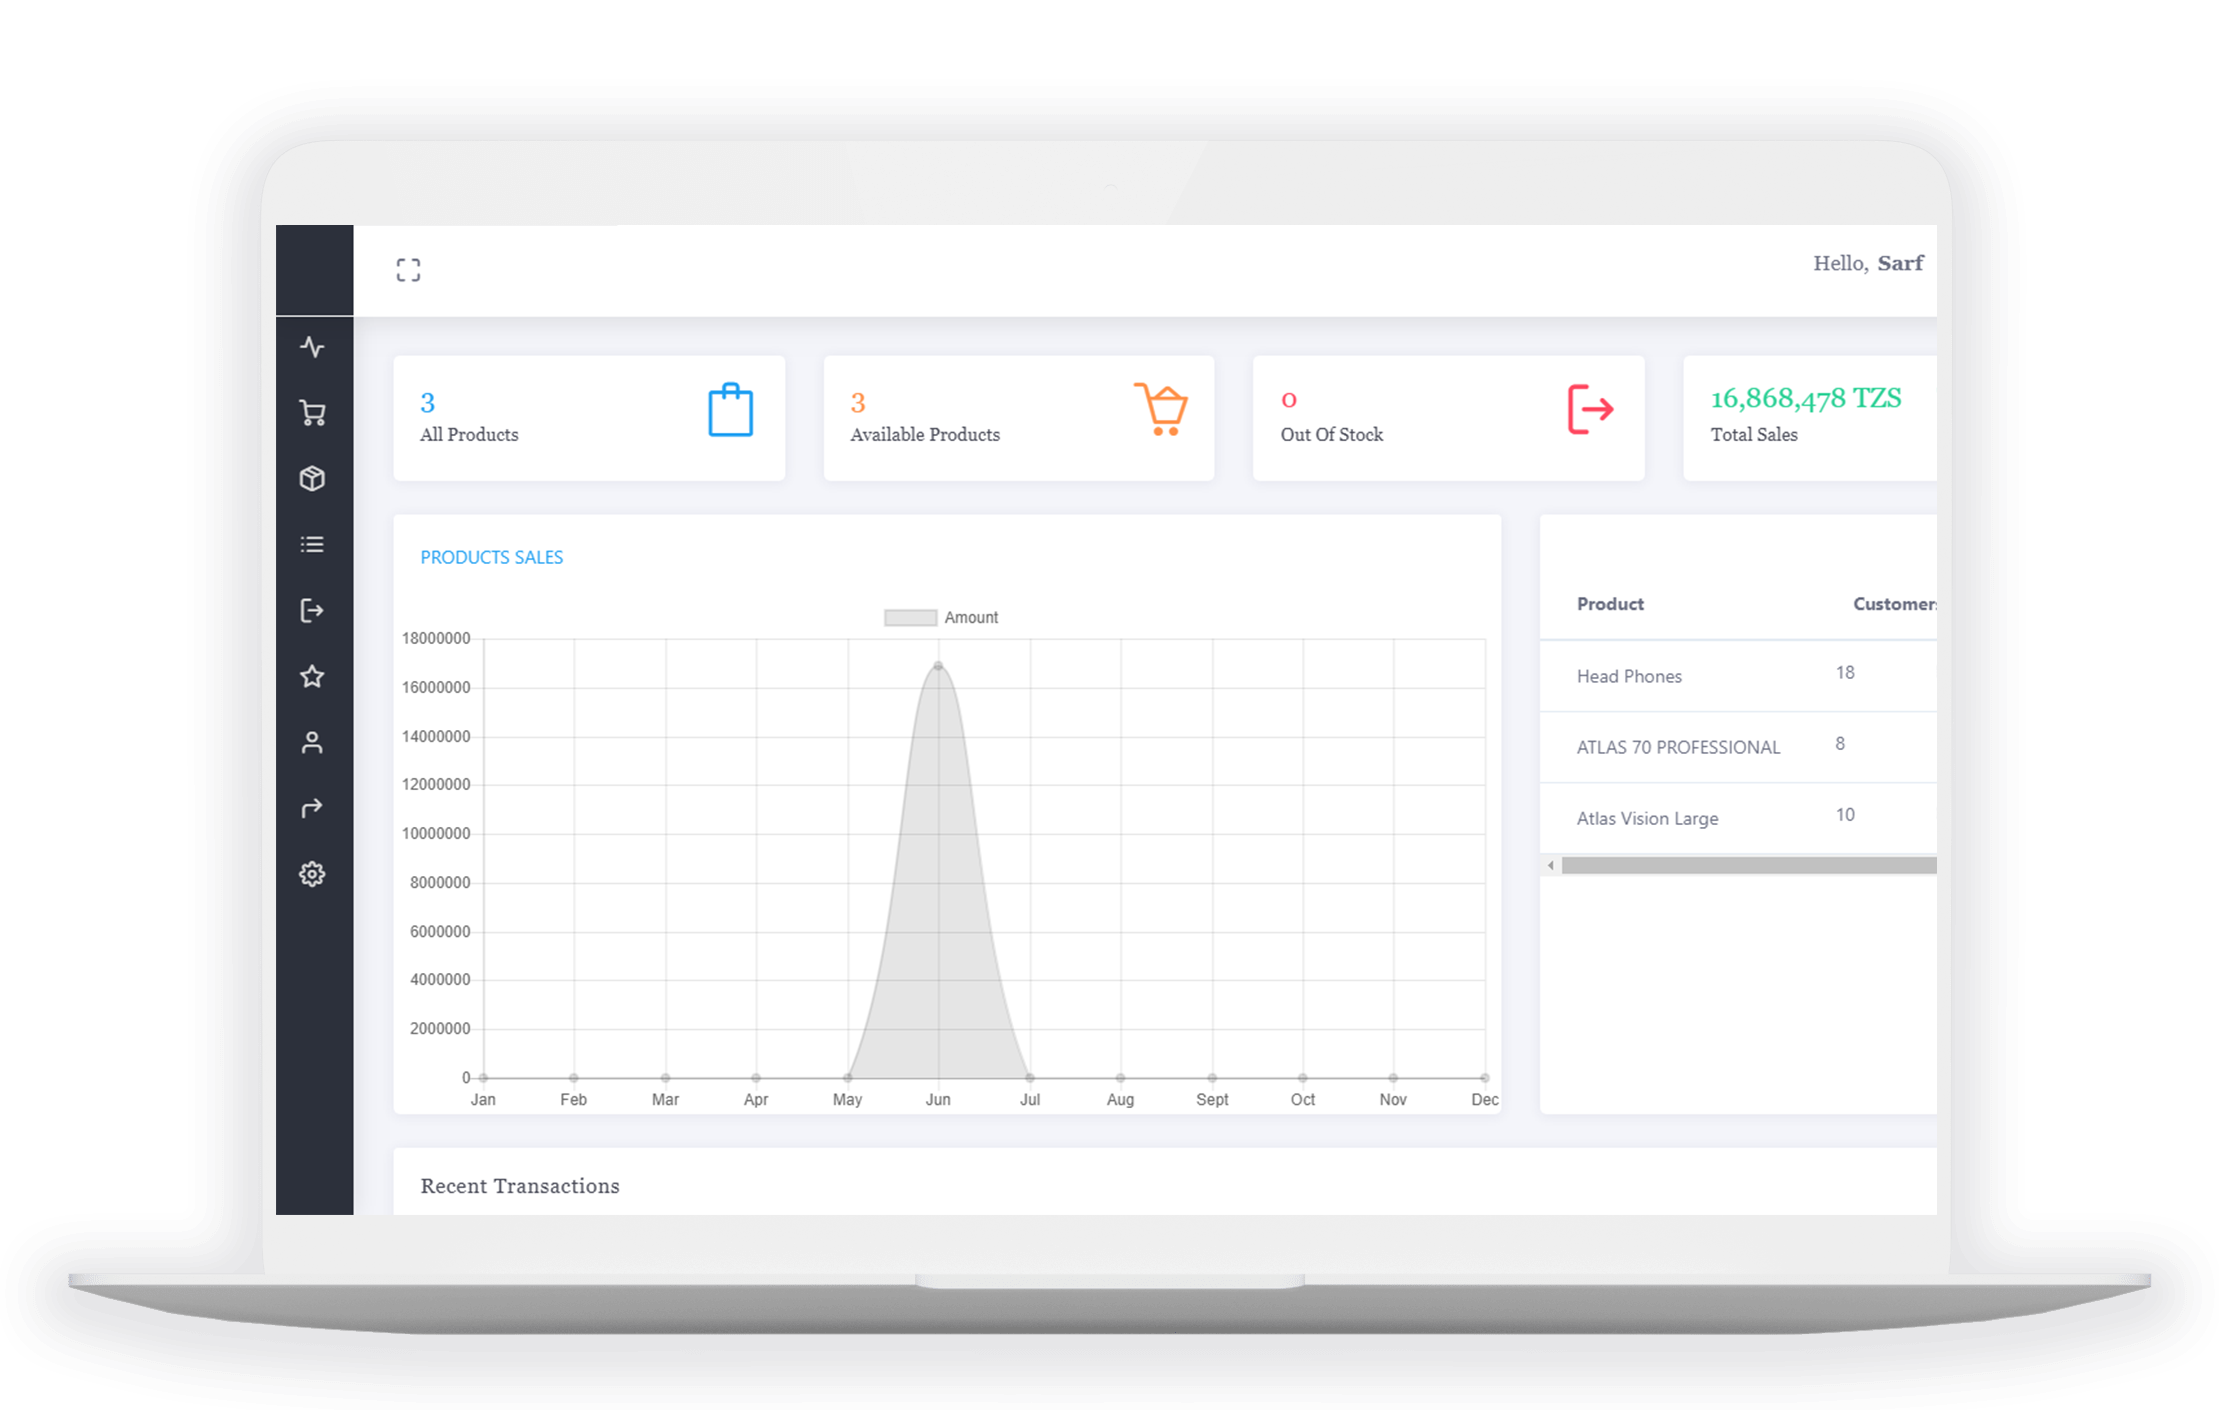 Hello, Sarf
3
All Products
3
Available Products
0
Out Of Stock
16,868,478 TZS
Total Sales
PRODUCTS SALES
Amount
18000000
16000000
14000000
12000000
10000000
8000000
6000000
4000000
2000000
0
Jan Feb Mar Apr May Jun Jul Aug Sept Oct Nov Dec
Product Customers
Head Phones 18
ATLAS 70 PROFESSIONAL 8
Atlas Vision Large 10
Recent Transactions